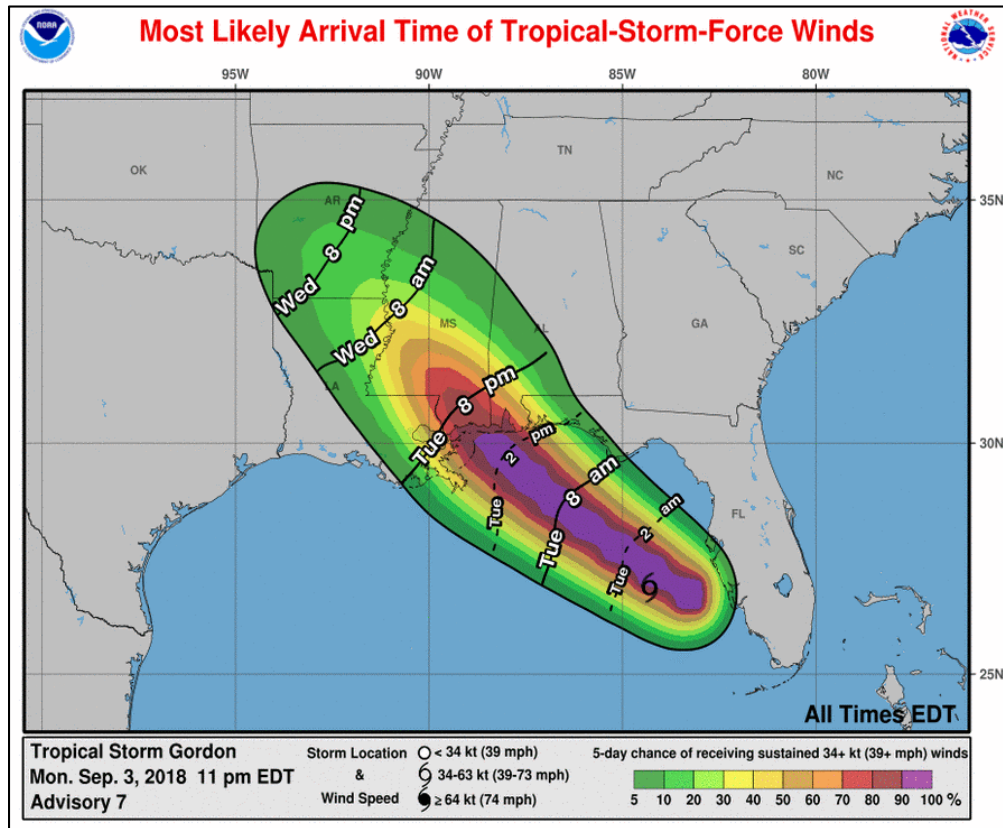 Most Likely Arrival Time of Tropical-Storm-Force Winds
NOAA
NATIONAL WEATHER SERVICE
95W 90W 85W 80W
OK
TN
NC
AR
35N
SC
MS
AL
GA
LA
30N
FL
25N
Wed 8 pm
Wed 8 am
Tue 8 pm
Tue 2 pm
Tue 8 am
Tue 2 am
All Times EDT
Tropical Storm Gordon
Mon. Sep. 3, 2018 11 pm EDT
Advisory 7
Storm Location
&
Wind Speed
< 34 kt (39 mph)
34-63 kt (39-73 mph)
≥ 64 kt (74 mph)
5-day chance of receiving sustained 34+ kt (39+ mph) winds
5 10 20 30 40 50 60 70 80 90 100 %